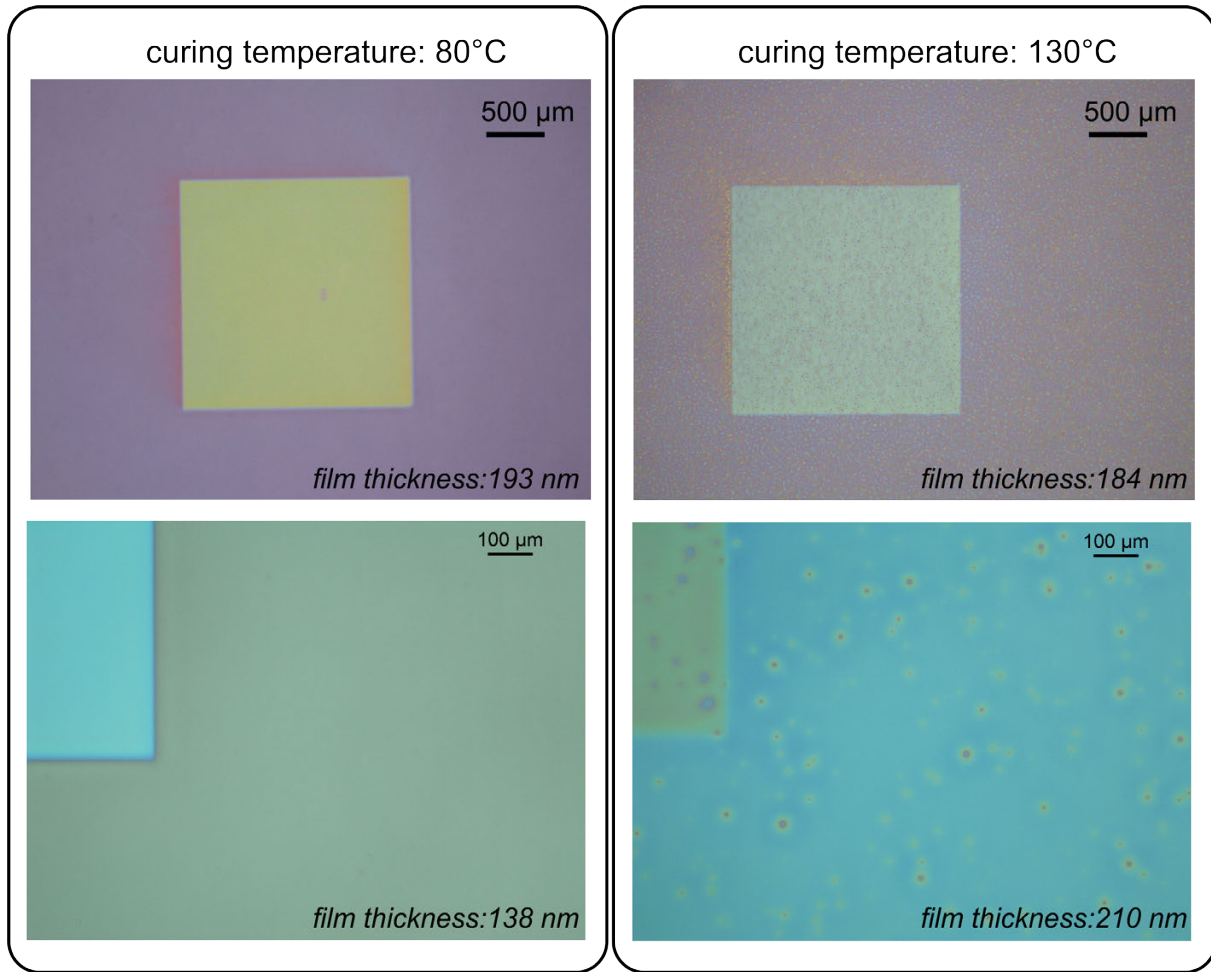 curing temperature: 80°C
500 µm
film thickness:193 nm
100 µm
film thickness:138 nm
curing temperature: 130°C
500 µm
film thickness:184 nm
100 µm
film thickness:210 nm